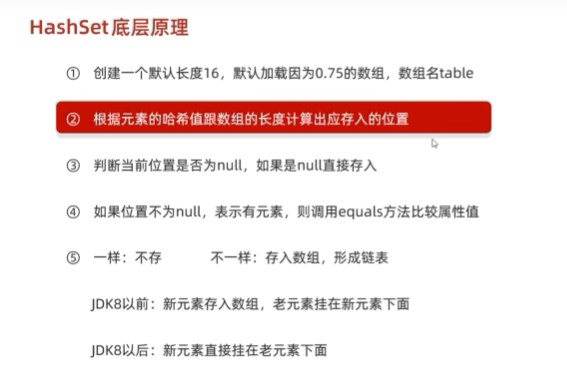 HashSet底层原理
① 创建一个默认长度16，默认加载因为0.75的数组，数组名table
② 根据元素的哈希值跟数组的长度计算出应存入的位置
③ 判断当前位置是否为null，如果是null直接存入
④ 如果位置不为null，表示有元素，则调用equals方法比较属性值
⑤ 一样：不存 不一样：存入数组，形成链表
JDK8以前：新元素存入数组，老元素挂在新元素下面
JDK8以后：新元素直接挂在老元素下面